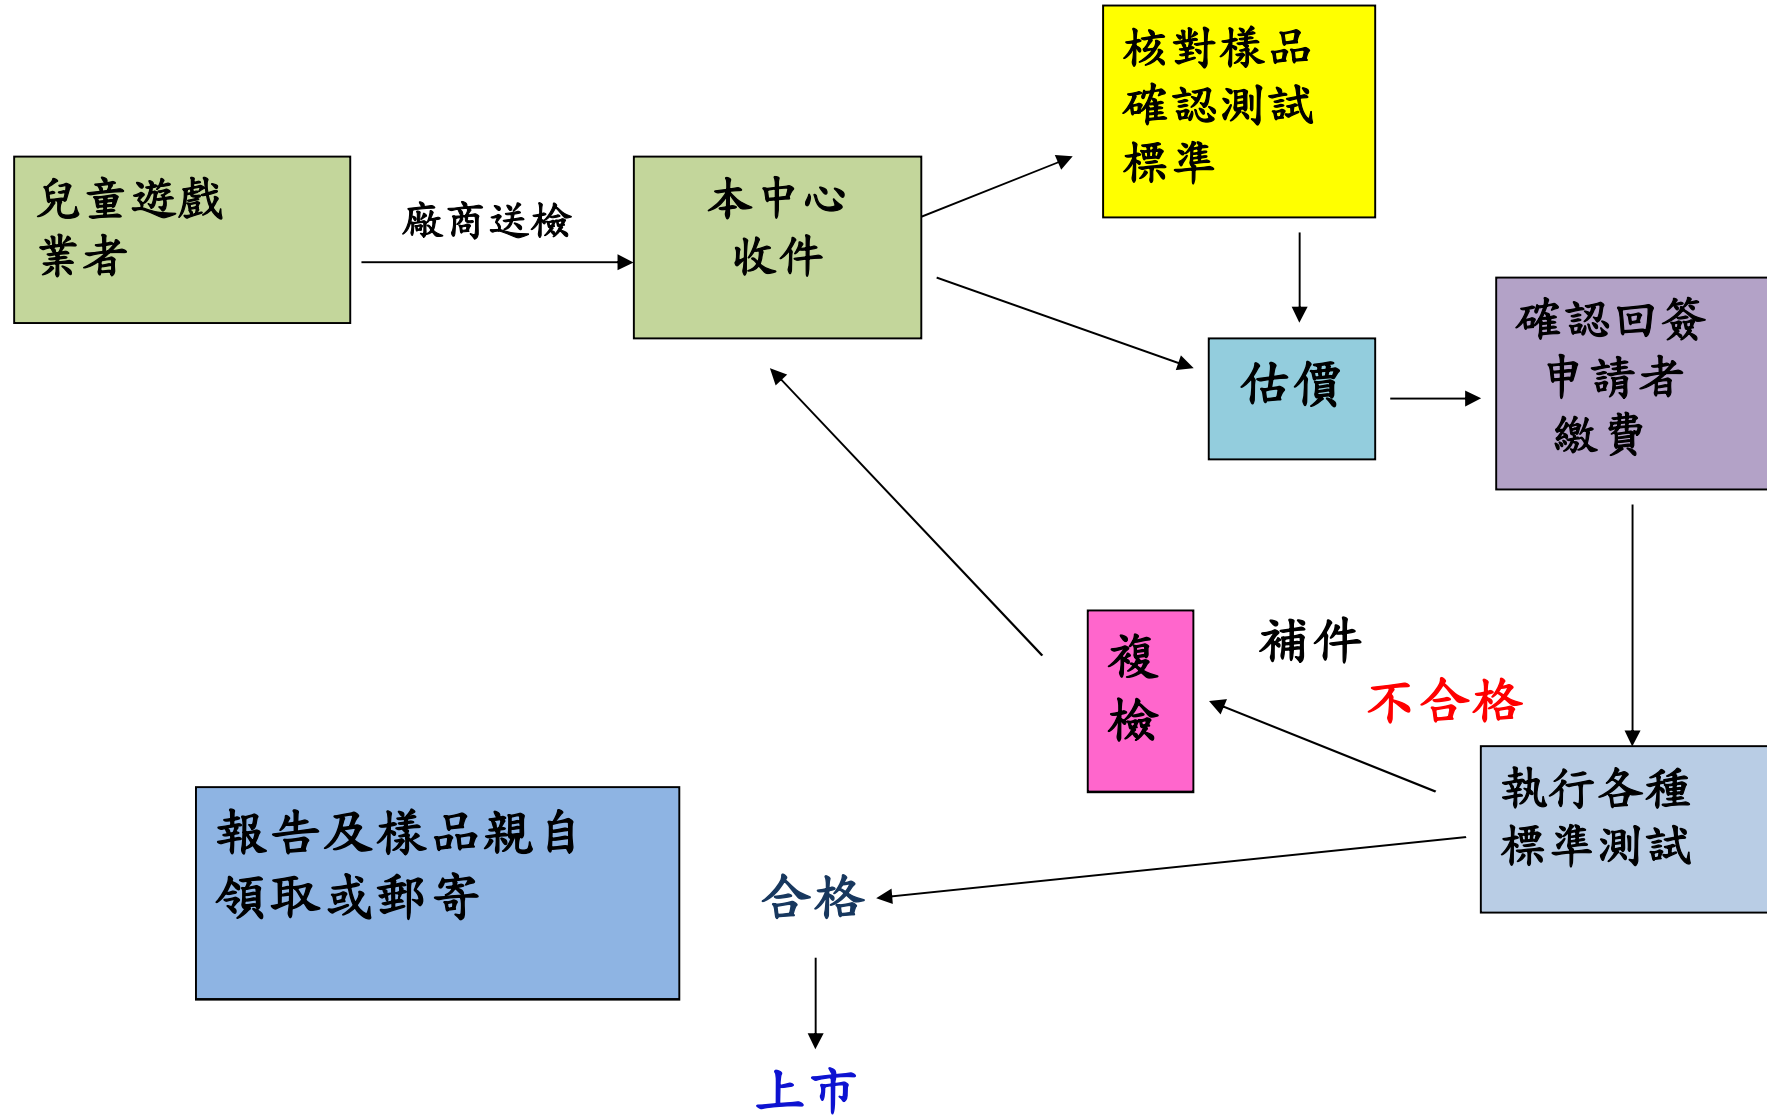 兒童遊戲
業者
廠商送檢
本中心
收件
核對樣品
確認測試
標準
估價
確認回簽
申請者
繳費
執行各種
標準測試
不合格
補件
複
檢
合格
報告及樣品親自
領取或郵寄
上市